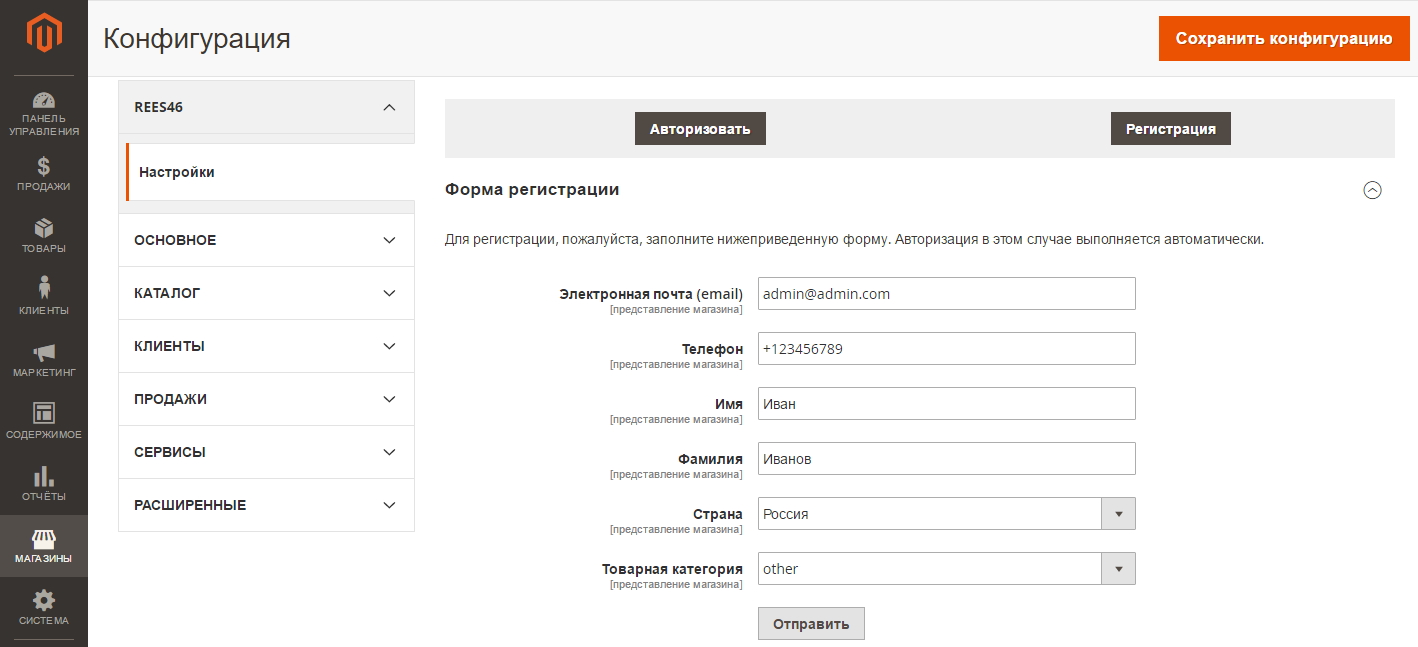 Конфигурация
Сохранить конфигурацию
ПАНЕЛЬ
УПРАВЛЕНИЯ
ПРОДАЖИ
ТОВАРЫ
КЛИЕНТЫ
МАРКЕТИНГ
СОДЕРЖИМОЕ
ОТЧЁТЫ
МАГАЗИНЫ
СИСТЕМА
REES46
Настройки
ОСНОВНОЕ
КАТАЛОГ
КЛИЕНТЫ
ПРОДАЖИ
СЕРВИСЫ
РАСШИРЕННЫЕ
Авторизовать
Регистрация
Форма регистрации
Для регистрации, пожалуйста, заполните нижеприведенную форму. Авторизация в этом случае выполняется автоматически.
Электронная почта (email) admin@admin.com
[представление магазина]
Телефон +123456789
[представление магазина]
Имя Иван
[представление магазина]
Фамилия Иванов
[представление магазина]
Страна Россия
[представление магазина]
Товарная категория other
[представление магазина]
Отправить